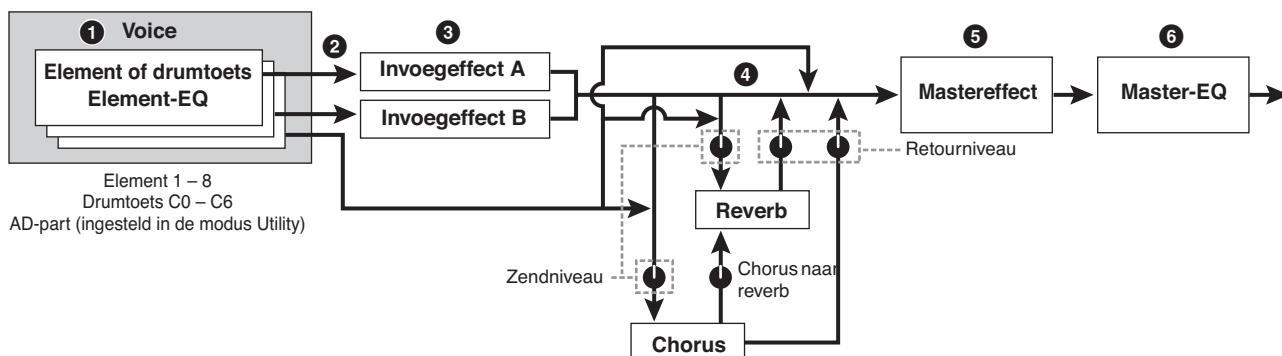 1 Voice
Element of drumtoets
Element-EQ
Element 1 – 8
Drumtoets C0 – C6
AD-part (ingesteld in de modus Utility)
2
3
Invoegeffect A
Invoegeffect B
4
5
Mastereffect
6
Master-EQ
Retourniveau
Reverb
Zendniveau
Chorus naar
reverb
Chorus